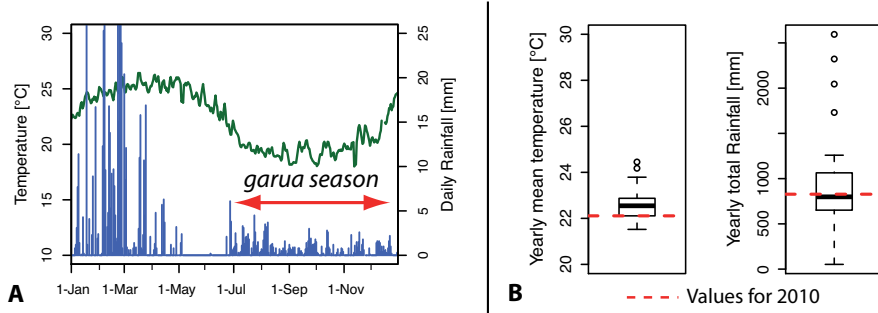 Temperature [°C]
30
25
20
15
10
25
20
15
10
5
0
Daily Rainfall [mm]
garua season
1-Jan 1-Mar 1-May 1-Jul 1-Sep 1-Nov
A
Yearly mean temperature [°C]
30
28
26
24
22
20
Yearly total Rainfall [mm]
2000
1000
500
0
B
Values for 2010